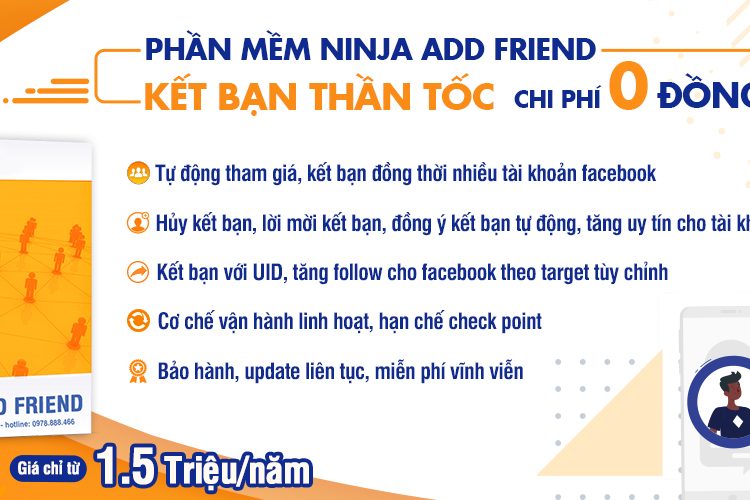 PHẦN MỀM NINJA ADD FRIEND
KẾT BẠN THẦN TỐC CHI PHÍ 0 ĐỒNG
Tự động tham giá, kết bạn đồng thời nhiều tài khoản facebook
Hủy kết bạn, lời mời kết bạn, đồng ý kết bạn tự động, tăng uy tín cho tài kh
Kết bạn với UID, tăng follow cho facebook theo target tùy chỉnh
Cơ chế vận hành linh hoạt, hạn chế check point
Bảo hành, update liên tục, miễn phí vĩnh viễn
D FRIEND
- hotline: 0978.888.466
Giá chỉ từ 1.5 Triệu/năm